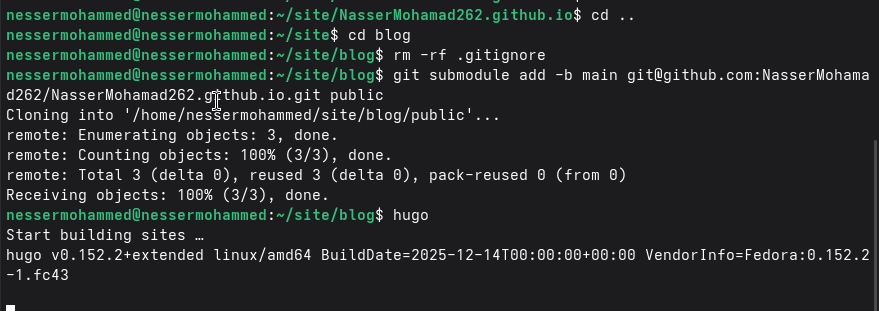 nessermohammed@nessermohammed:~/site/NasserMohamad262.github.io$ cd ..
nessermohammed@nessermohammed:~/site$ cd blog
nessermohammed@nessermohammed:~/site/blog$ rm -rf .gitignore
nessermohammed@nessermohammed:~/site/blog$ git submodule add -b main git@github.com:NasserMohama
d262/NasserMohamad262.github.io.git public
Cloning into '/home/nessermohammed/site/blog/public'...
remote: Enumerating objects: 3, done.
remote: Counting objects: 100% (3/3), done.
remote: Total 3 (delta 0), reused 3 (delta 0), pack-reused 0 (from 0)
Receiving objects: 100% (3/3), done.
nessermohammed@nessermohammed:~/site/blog$ hugo
Start building sites …
hugo v0.152.2+extended linux/amd64 BuildDate=2025-12-14T00:00:00+00:00 VendorInfo=Fedora:0.152.2
-1.fc43